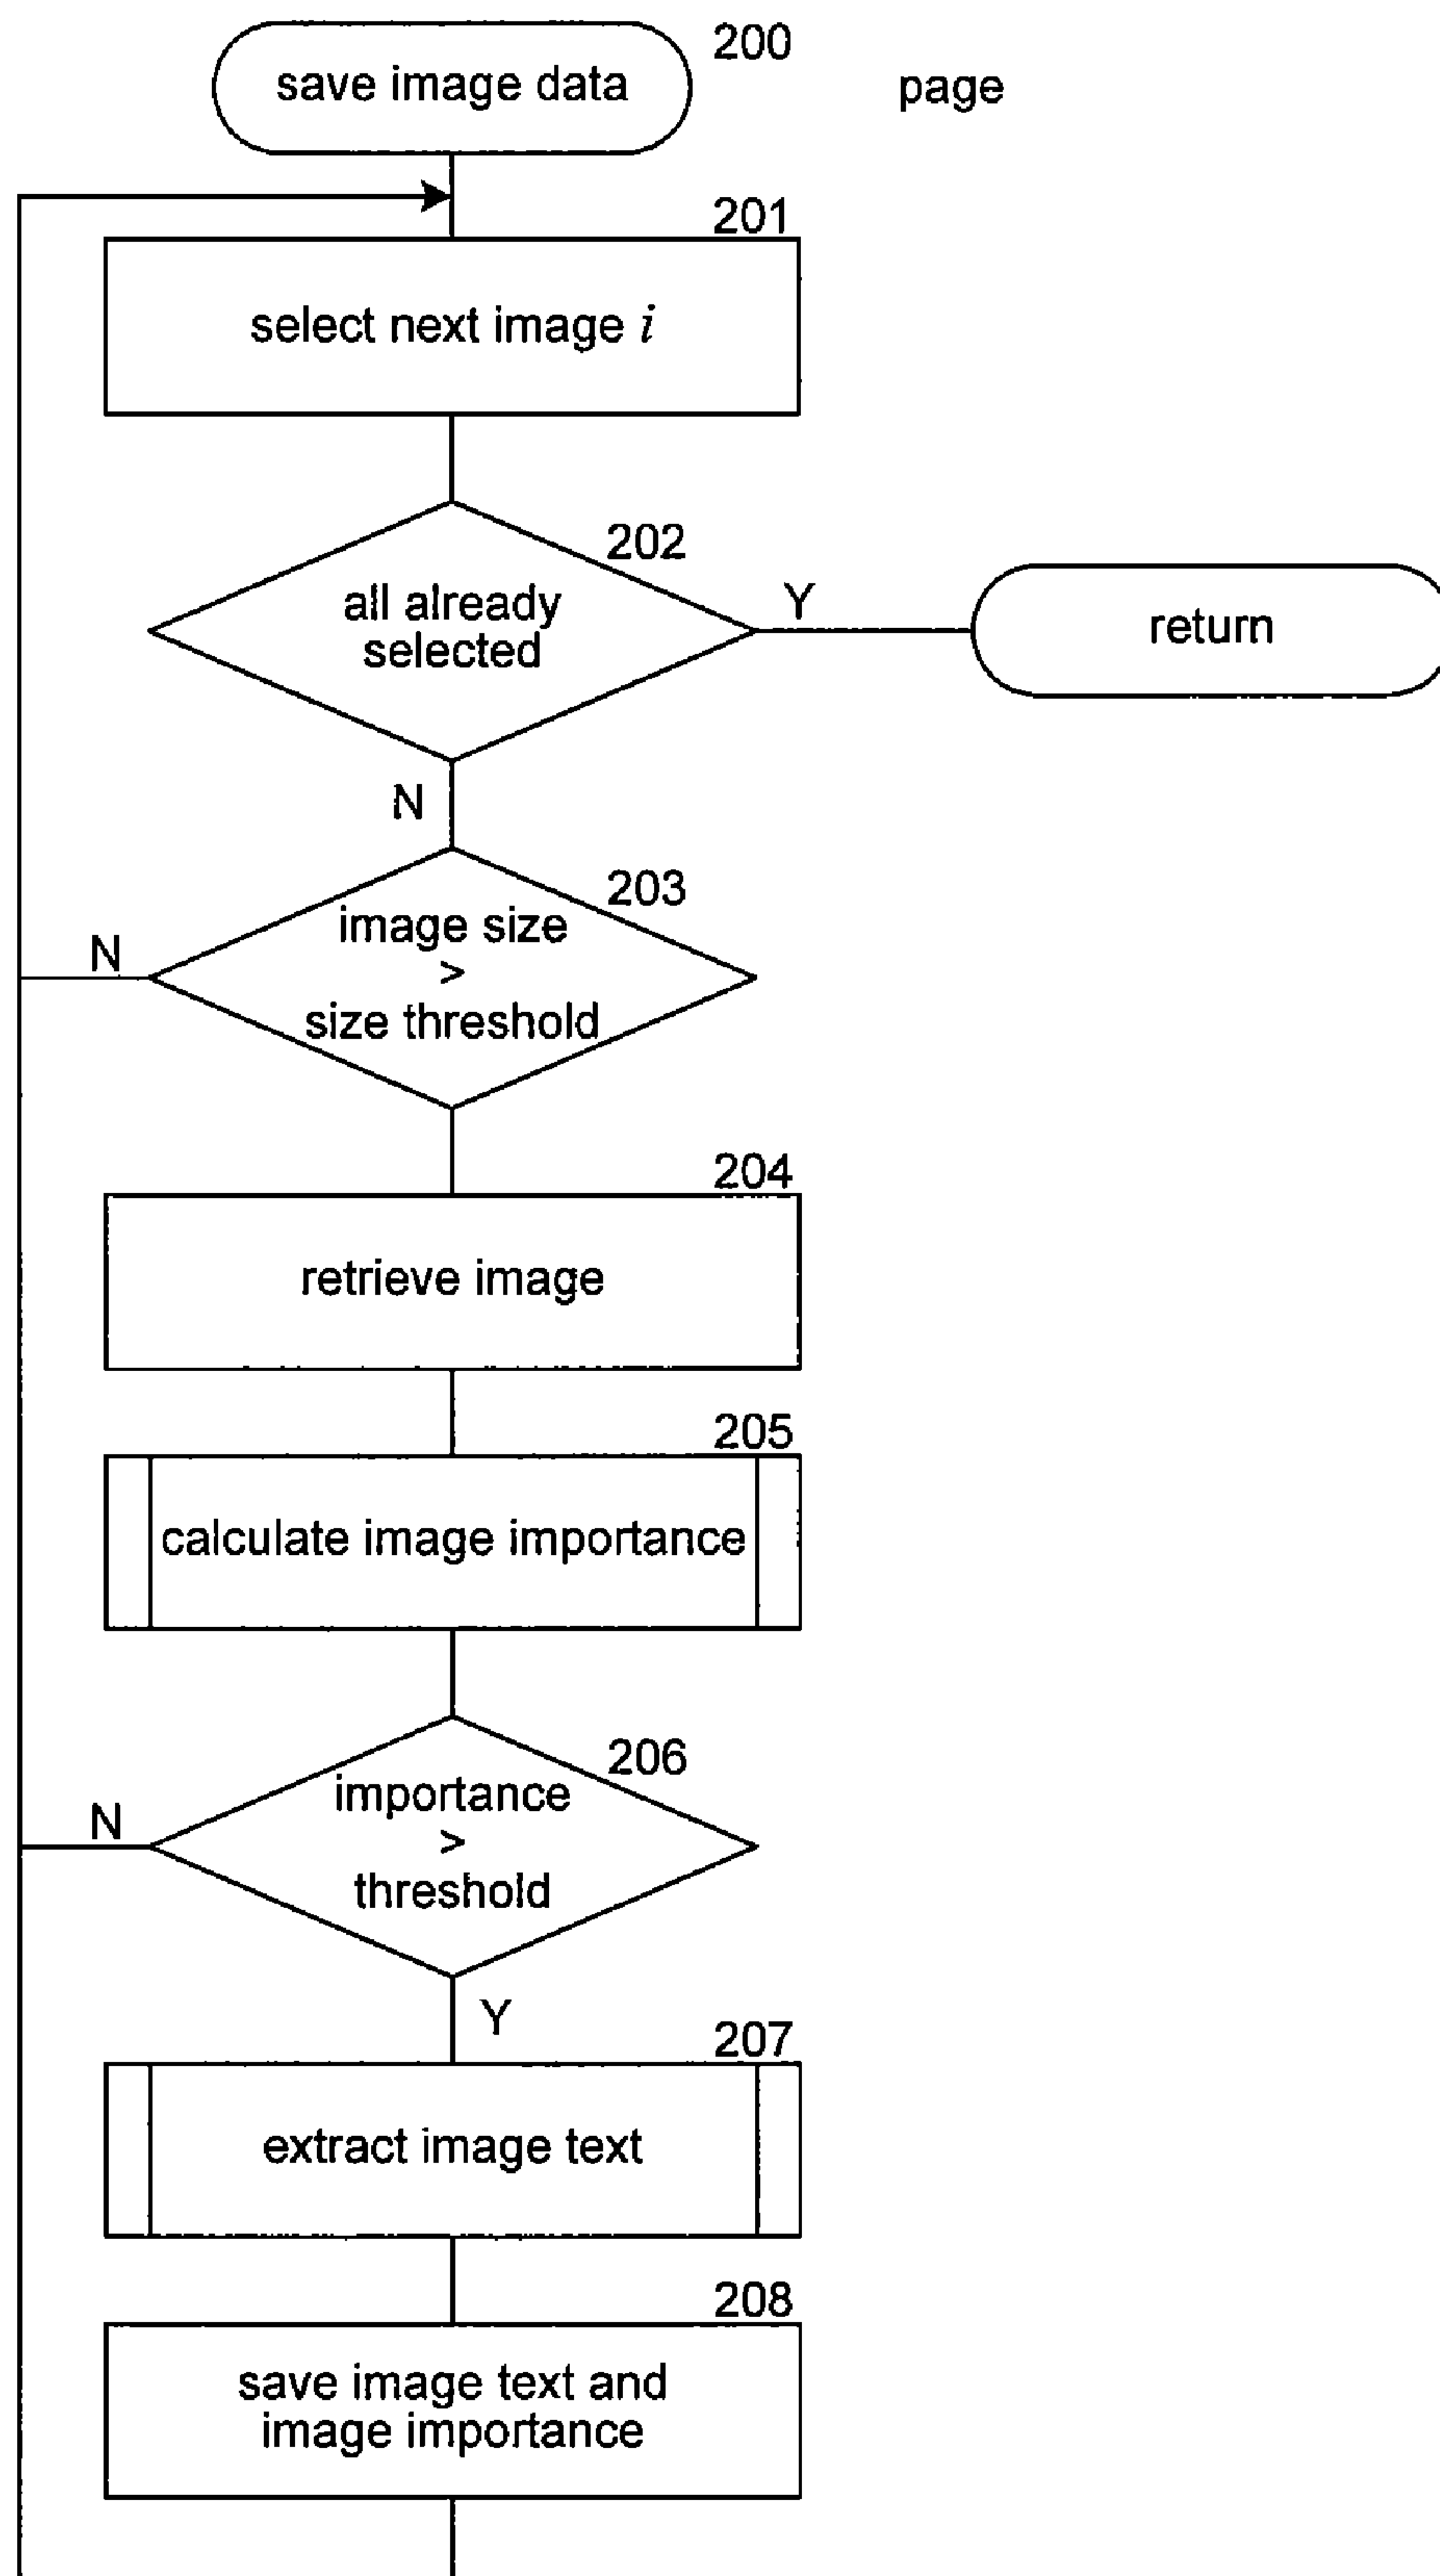 200
save image data
page
201
select next image i
202
all already
selected
Y
return
N
203
image size
>
size threshold
N
204
retrieve image
205
calculate image importance
206
importance
>
threshold
N
Y
207
extract image text
208
save image text and
image importance